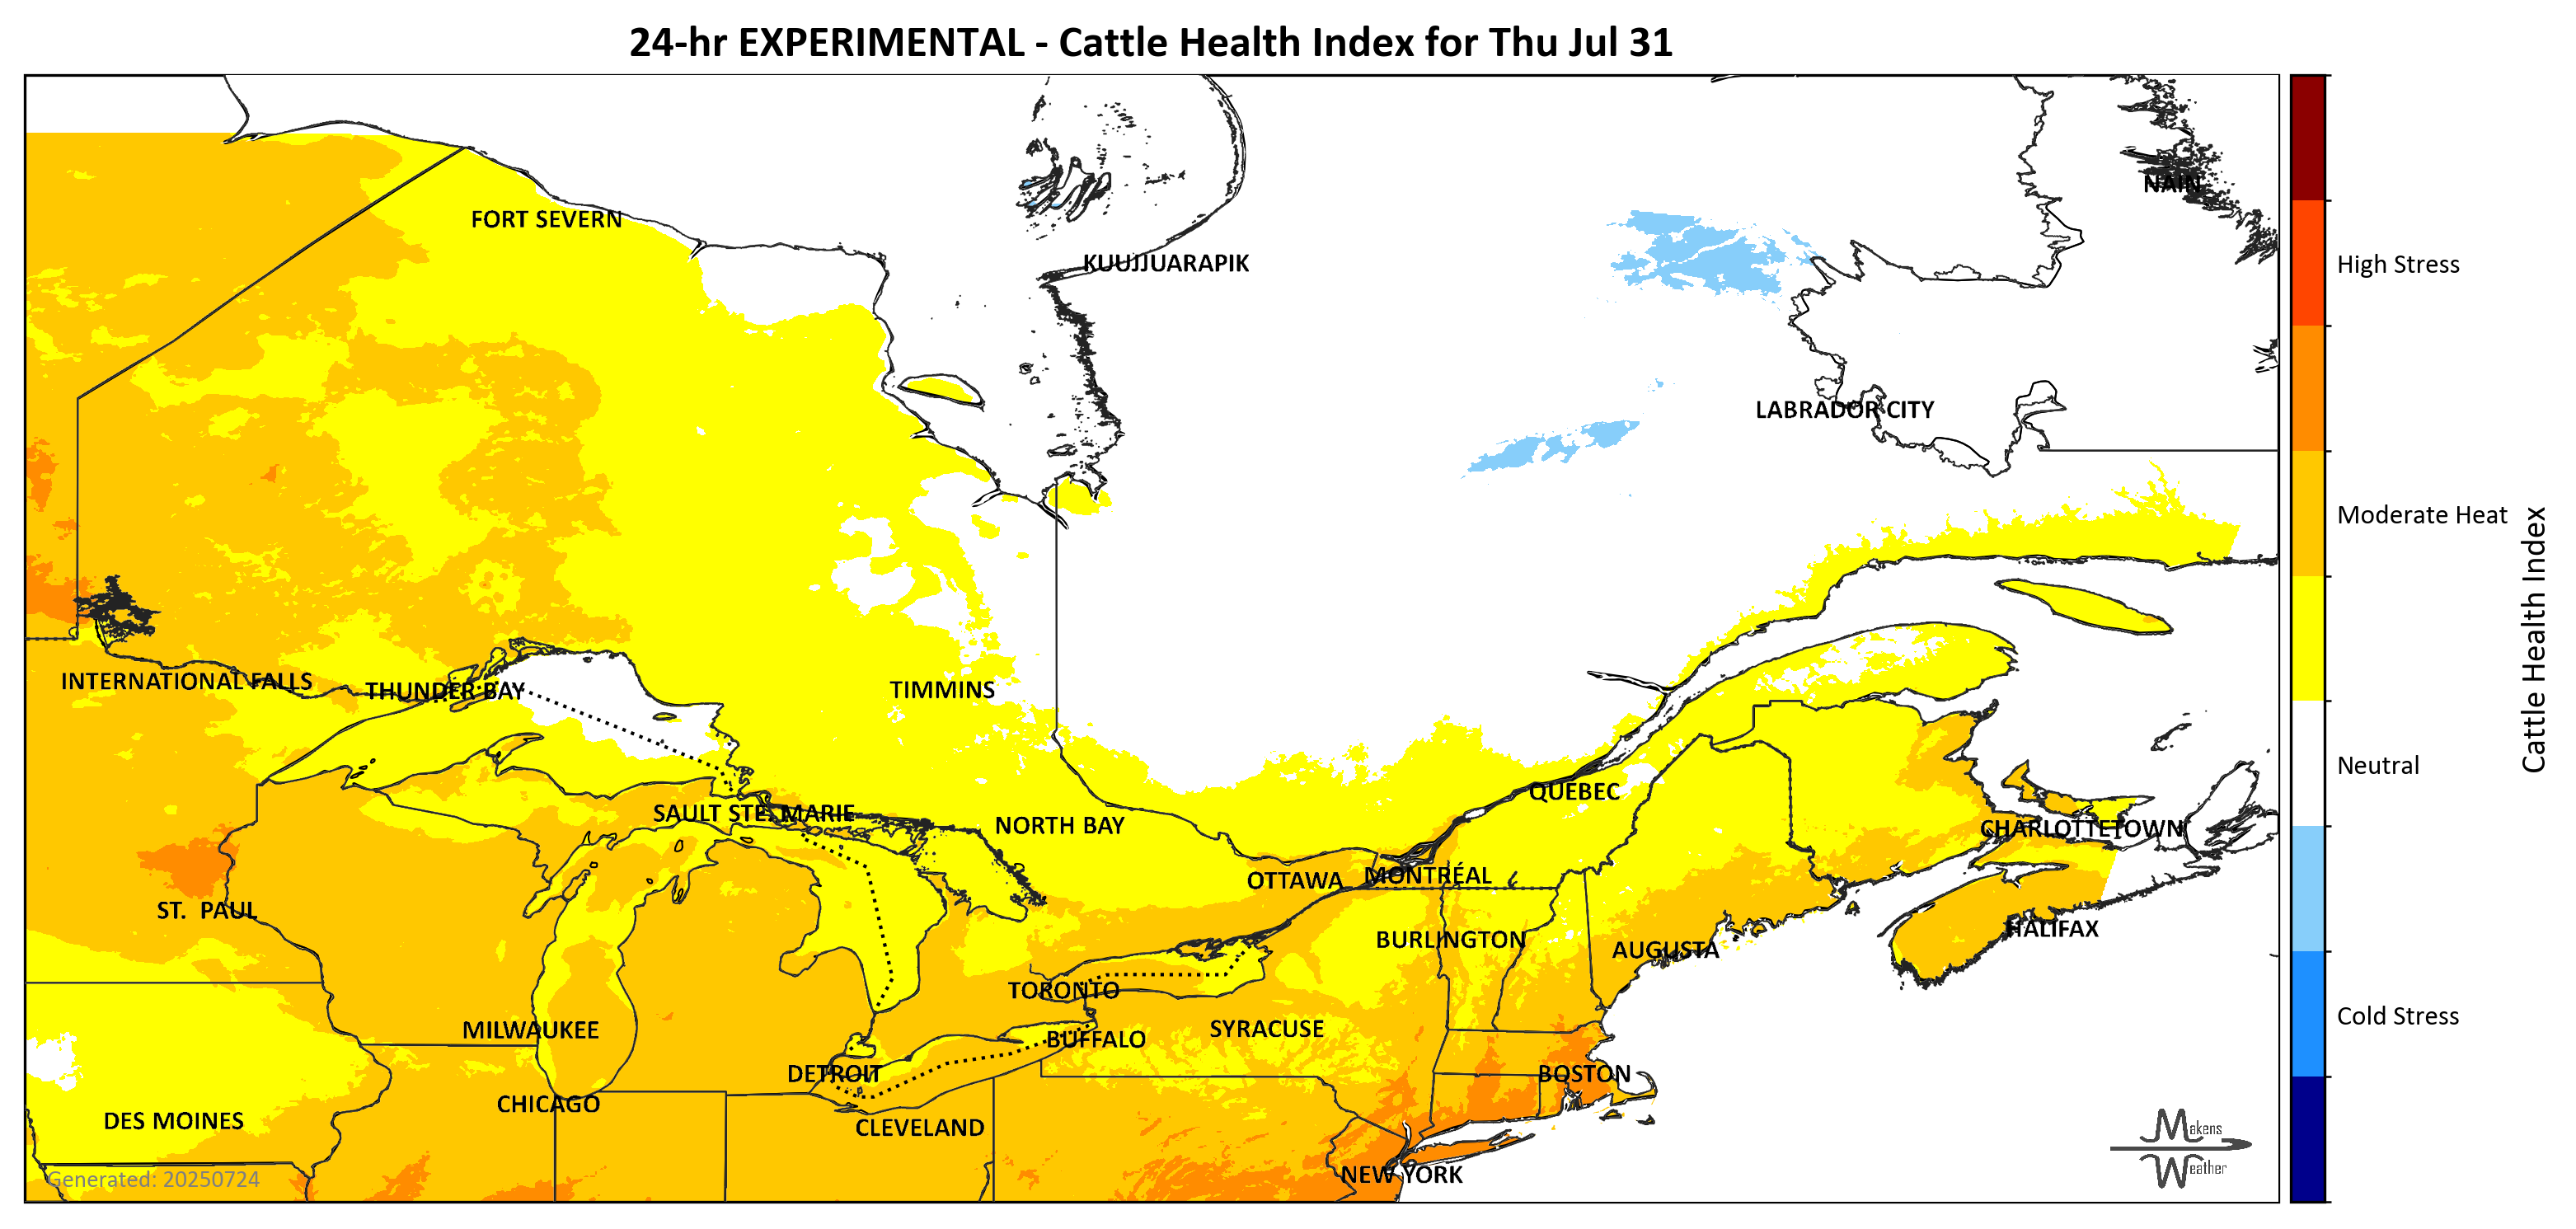 24-hr EXPERIMENTAL - Cattle Health Index for Thu Jul 31
NAIN
FORT SEVERN
KUUJJUARAPIK
High Stress
LABRADOR CITY
Moderate Heat
Cattle Health Index
INTERNATIONAL FALLS
THUNDER BAY
TIMMINS
Neutral
QUEBEC
SAULT STE. MARIE
NORTH BAY
CHARLOTTETOWN
OTTAWA
MONTRÉAL
ST. PAUL
HALIFAX
BURLINGTON
AUGUSTA
TORONTO
Cold Stress
MILWAUKEE
BUFFALO
SYRACUSE
DETROIT
BOSTON
CHICAGO
DES MOINES
CLEVELAND
Makens
Weather
NEW YORK
Generated: 20250724